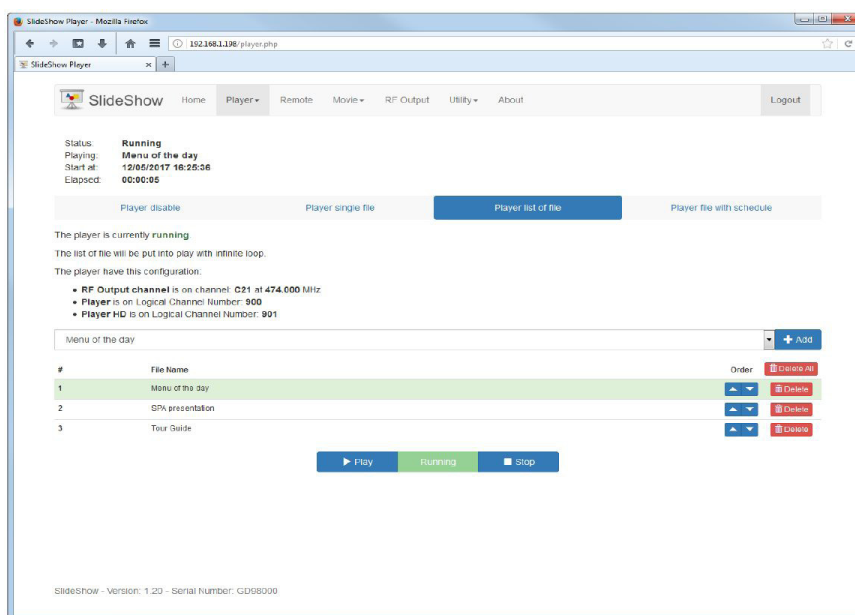 SlideShow Player - Mozilla Firefox
192.168.1.198/player.php
SlideShow Player × +
SlideShow Home Player Remote Movie RF Output Utility About Logout
Status: Running
Playing: Menu of the day
Start at: 12/05/2017 16:25:36
Elapsed: 00:00:05
Player disable Player single file Player list of file Player file with schedule
The player is currently running.
The list of file will be put into play with infinite loop.
The player have this configuration:
• RF Output channel is on channel: C21 at 474.000 MHz
• Player is on Logical Channel Number: 900
• Player HD is on Logical Channel Number: 901
Menu of the day + Add
# File Name Order Delete All
1 Menu of the day Delete
2 SPA presentation Delete
3 Tour Guide Delete
Play Running Stop
SlideShow - Version: 1.20 - Serial Number: GD98000